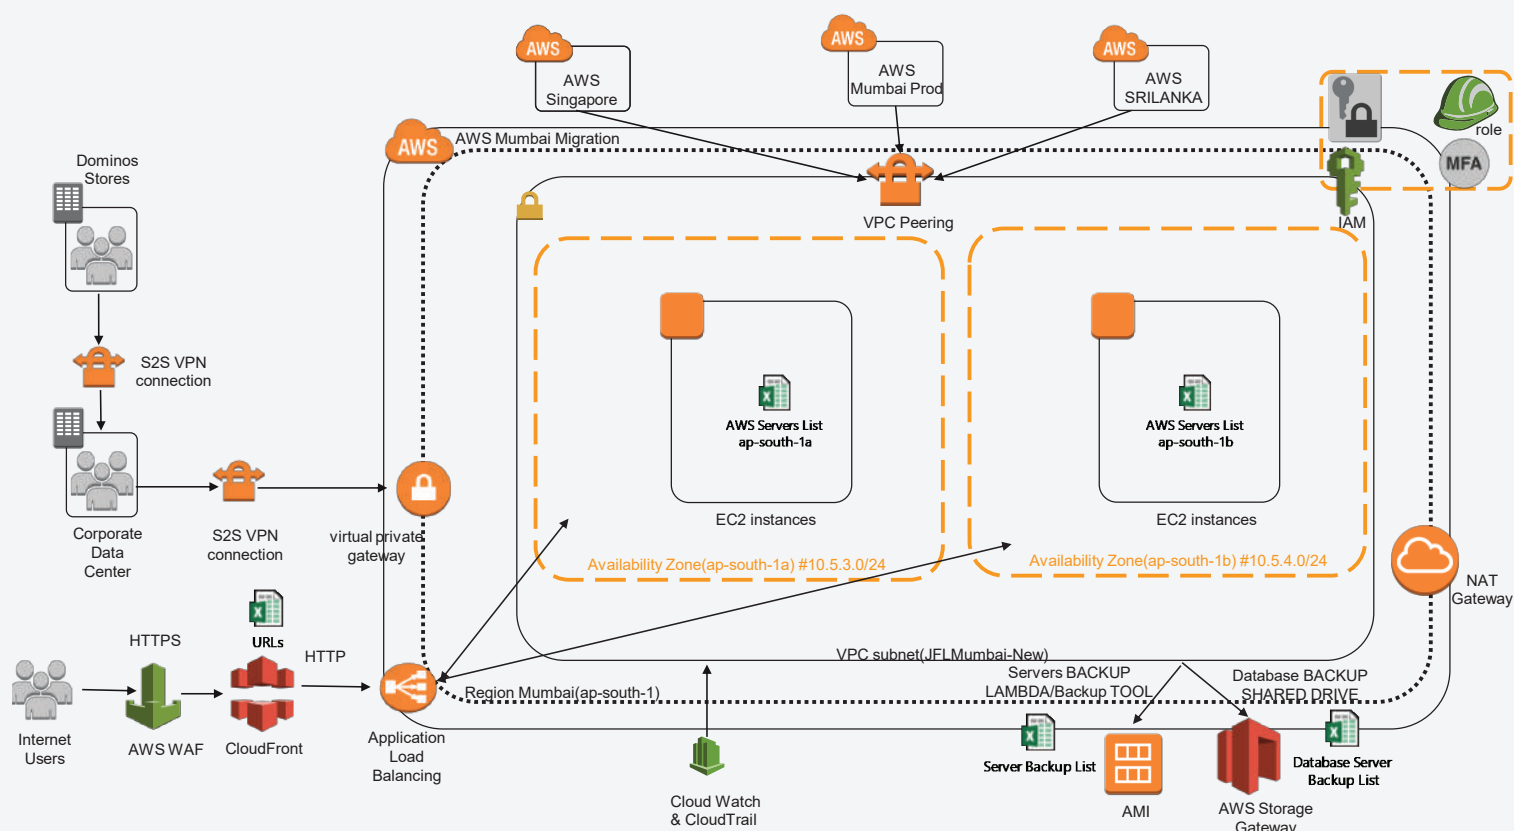 AWS
AWS
Singapore
AWS
AWS
Mumbai Prod
AWS
AWS
SRILANKA
role
MFA
IAM
AWS
AWS Mumbai Migration
VPC Peering
Dominos
Stores
S2S VPN
connection
Corporate
Data
Center
S2S VPN
connection
virtual private
gateway
AWS Servers List
ap-south-1a
EC2 instances
Availability Zone(ap-south-1a) #10.5.3.0/24
AWS Servers List
ap-south-1b
EC2 instances
Availability Zone(ap-south-1b) #10.5.4.0/24
NAT
Gateway
VPC subnet(JFLMumbai-New)
Region Mumbai(ap-south-1)
Internet
Users
HTTPS
AWS WAF
URLs
CloudFront
HTTP
Application
Load
Balancing
Cloud Watch
& CloudTrail
Servers BACKUP
LAMBDA/Backup TOOL
Server Backup List
AMI
Database BACKUP
SHARED DRIVE
Database Server
Backup List
AWS Storage
Gateway